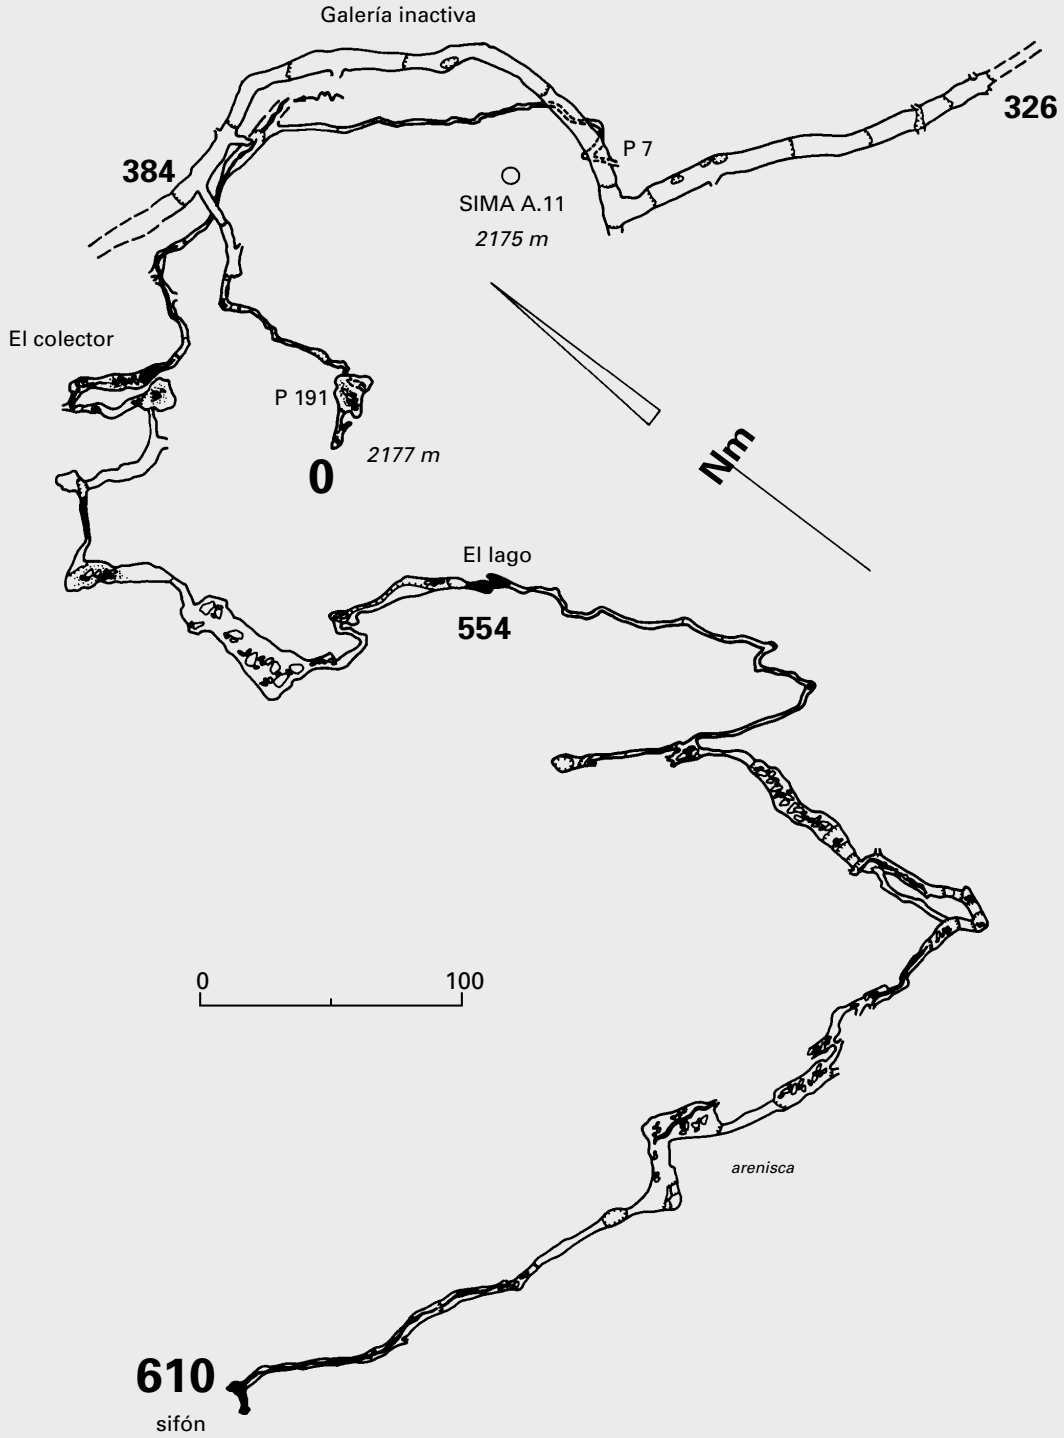 Galería inactiva
326
P 7
384
SIMA A.11
2175 m
El colector
P 191
0
2177 m
Nm
El lago
554
0 100
arenisca
610
sifón